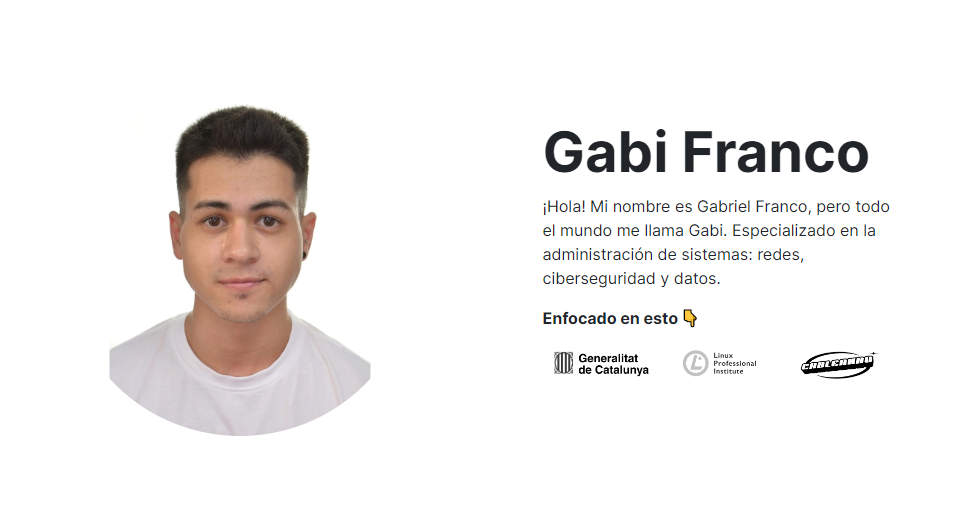 Gabi Franco
¡Hola! Mi nombre es Gabriel Franco, pero todo
el mundo me llama Gabi. Especializado en la
administración de sistemas: redes,
ciberseguridad y datos.
Enfocado en esto 👇
Generalitat
de Catalunya
Linux
Professional
Institute